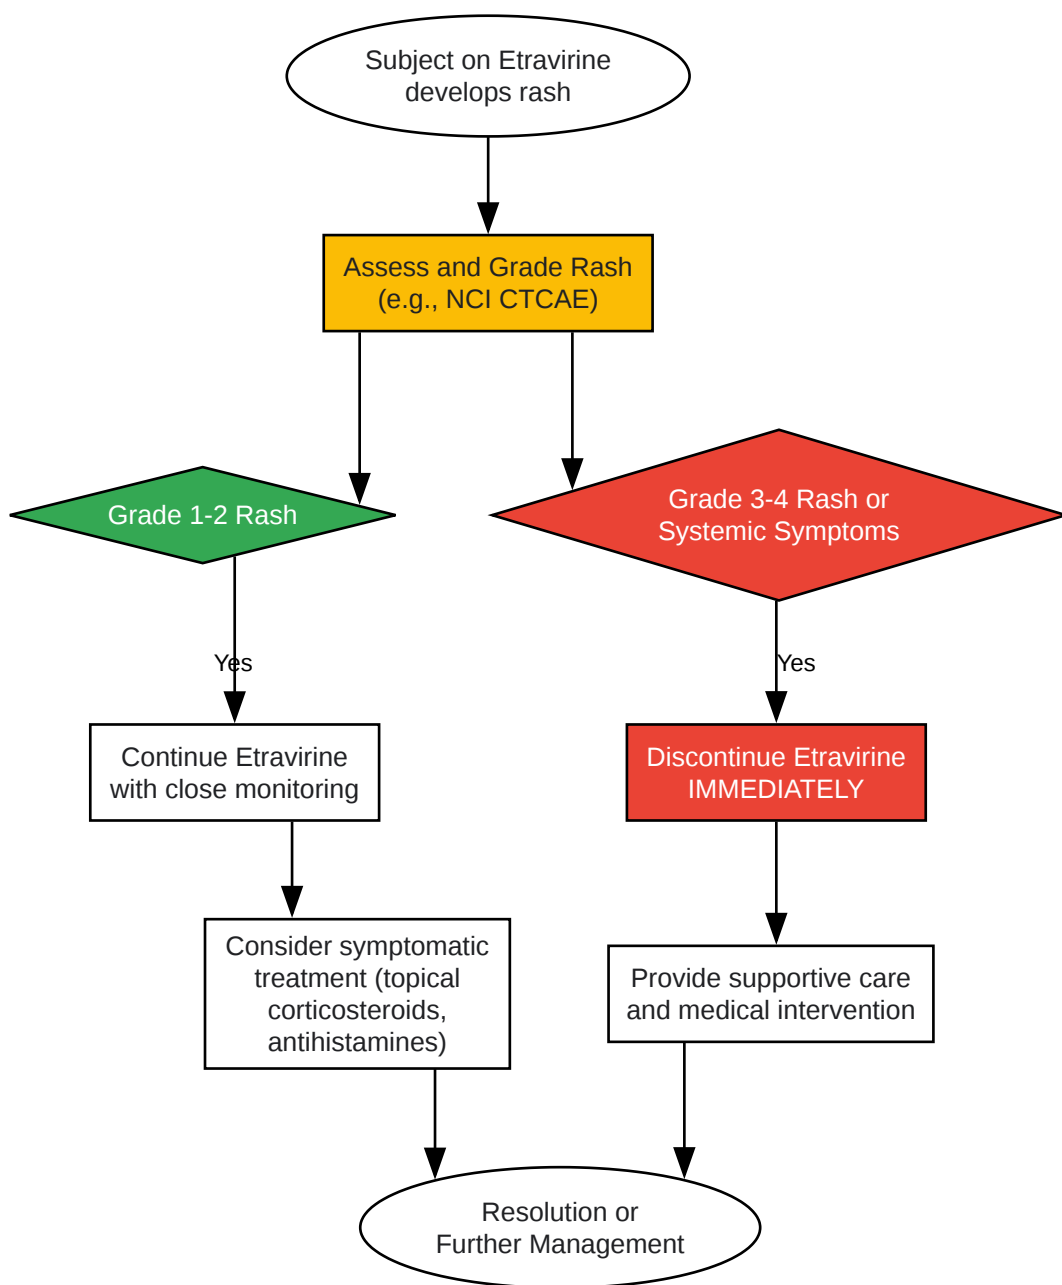 Subject on Etravirine
develops rash
Assess and Grade Rash
(e.g., NCI CTCAE)
Grade 1-2 Rash
Grade 3-4 Rash or
Systemic Symptoms
Yes
Yes
Continue Etravirine
with close monitoring
Discontinue Etravirine
IMMEDIATELY
Consider symptomatic
treatment (topical
corticosteroids,
antihistamines)
Provide supportive care
and medical intervention
Resolution or
Further Management